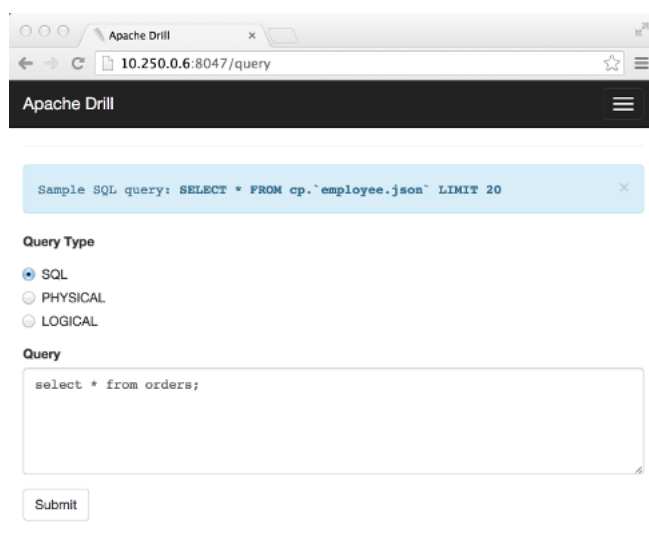 Apache Drill
10.250.0.6:8047/query
Apache Drill
Sample SQL query: SELECT * FROM cp.`employee.json` LIMIT 20
Query Type
SQL
PHYSICAL
LOGICAL
Query
select * from orders;
Submit